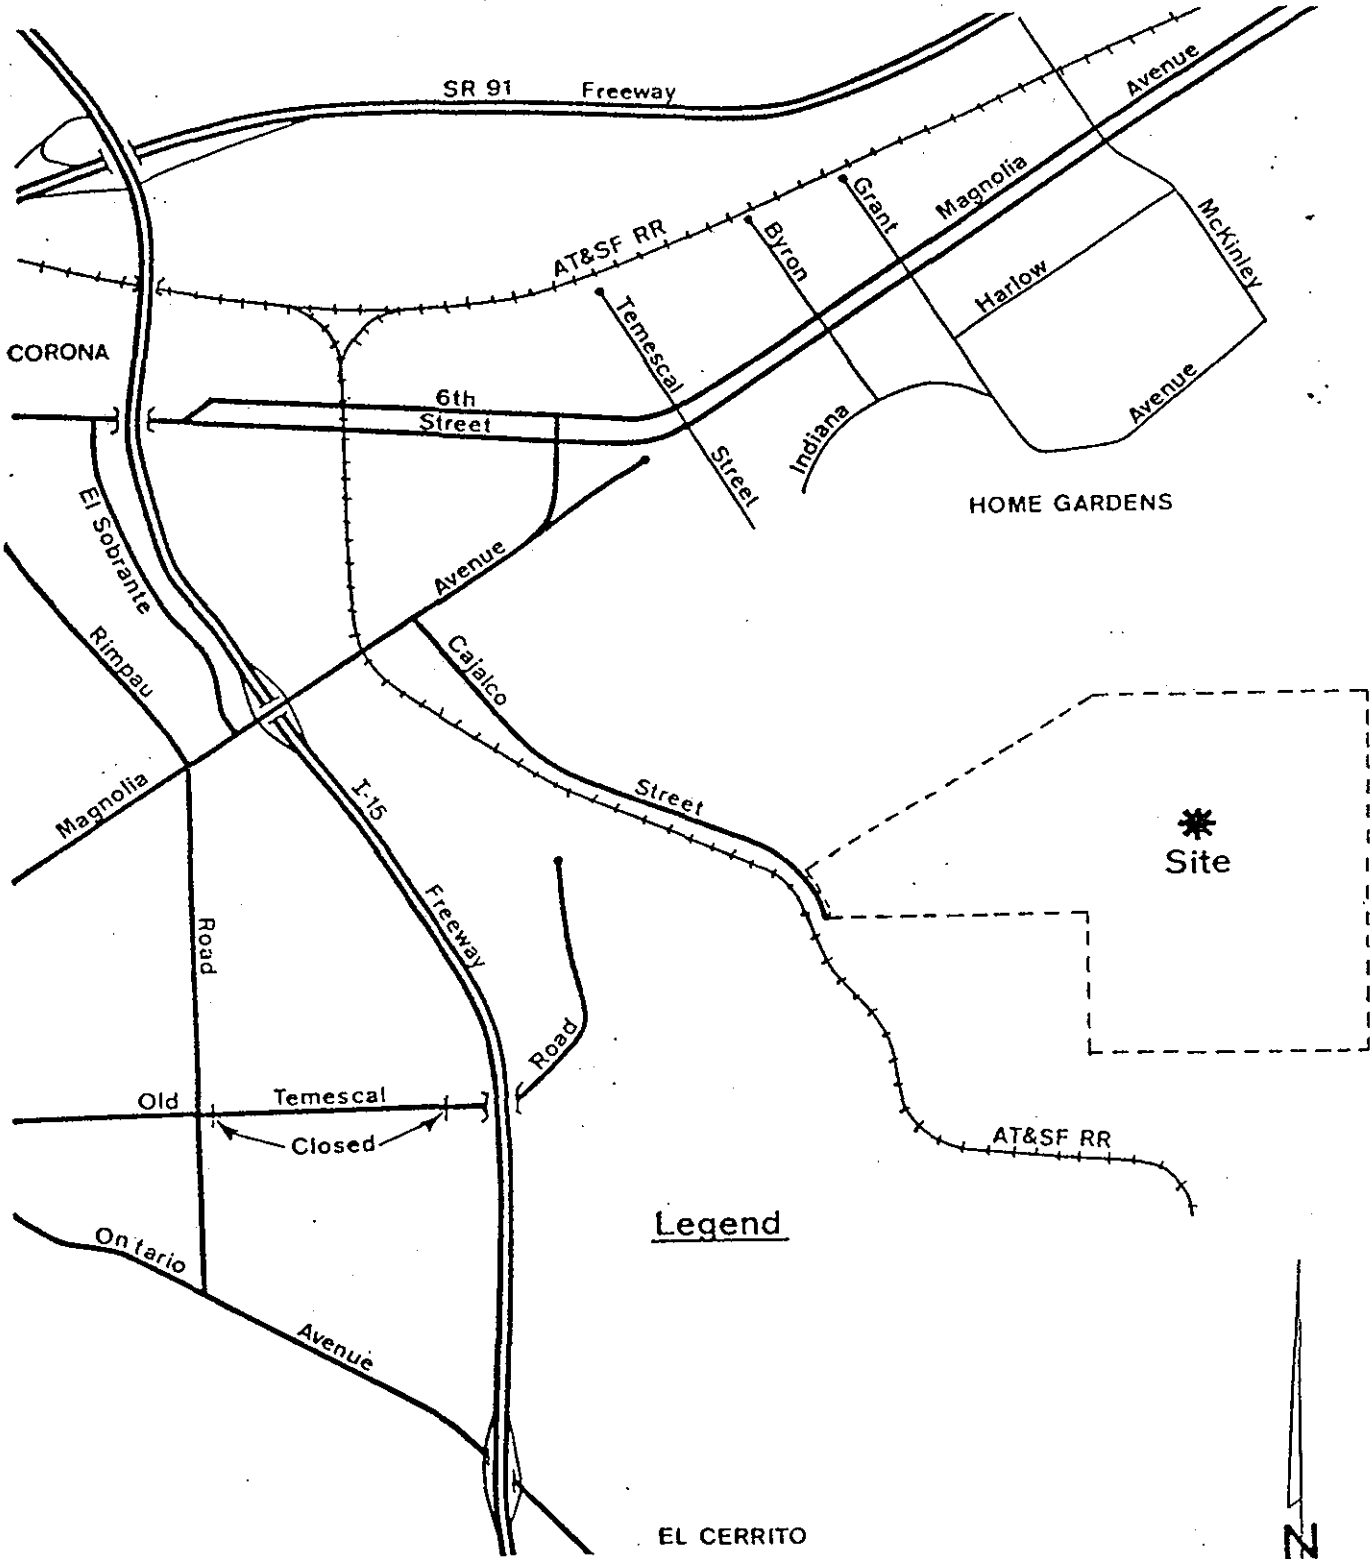 SR 91 Freeway
Avenue
Magnolia
Grant
McKinley
Byron
AT&SF RR
Harlow
Temescal
Street
CORONA
6th
Street
Avenue
Indiana
HOME GARDENS
El Sobrante
Avenue
Rimpau
Cajalco
Street
Magnolia
I-15
Freeway
Site
Road
Road
Old Temescal
Closed
AT&SF RR
Legend
Ontario
Avenue
EL CERRITO
N